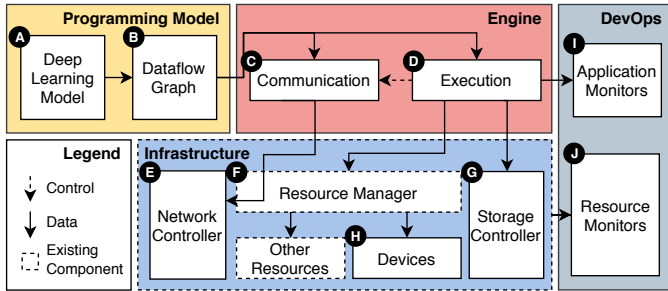 Programming Model
Engine
DevOps
A
Deep
Learning
Model
B
Dataflow
Graph
C
Communication
D
Execution
I
Application
Monitors
Legend
Control
Data
Existing
Component
Infrastructure
E
Network
Controller
F
Resource Manager
Other
Resources
H
Devices
G
Storage
Controller
J
Resource
Monitors